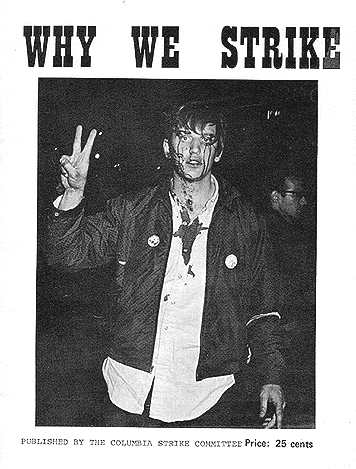 WHY WE STRIKE
PUBLISHED BY THE COLUMBIA STRIKE COMMITTEE Price: 25 cents